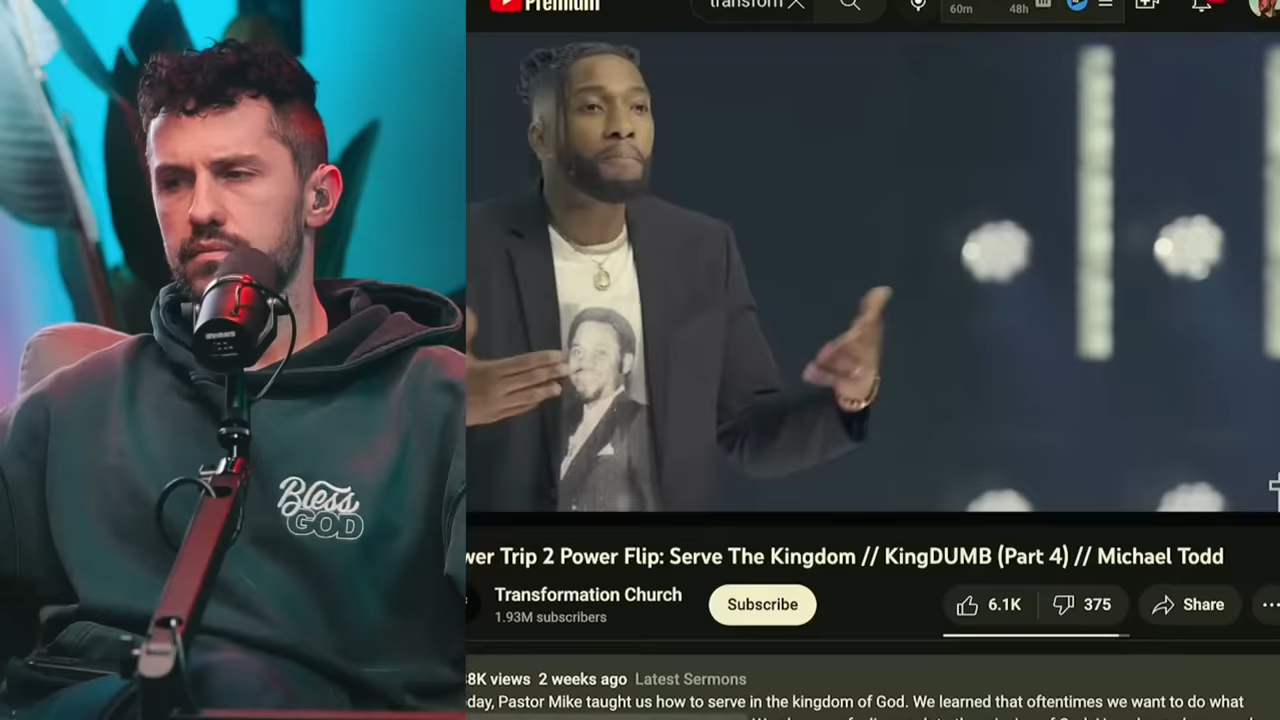 Premium
transform
60m
48h
Bless
GOD
wer Trip 2 Power Flip: Serve The Kingdom // KingDUMB (Part 4) // Michael Todd
Transformation Church
1.93M subscribers
Subscribe
6.1K
375
Share
8K views 2 weeks ago Latest Sermons
day, Pastor Mike taught us how to serve in the kingdom of God. We learned that oftentimes we want to do what